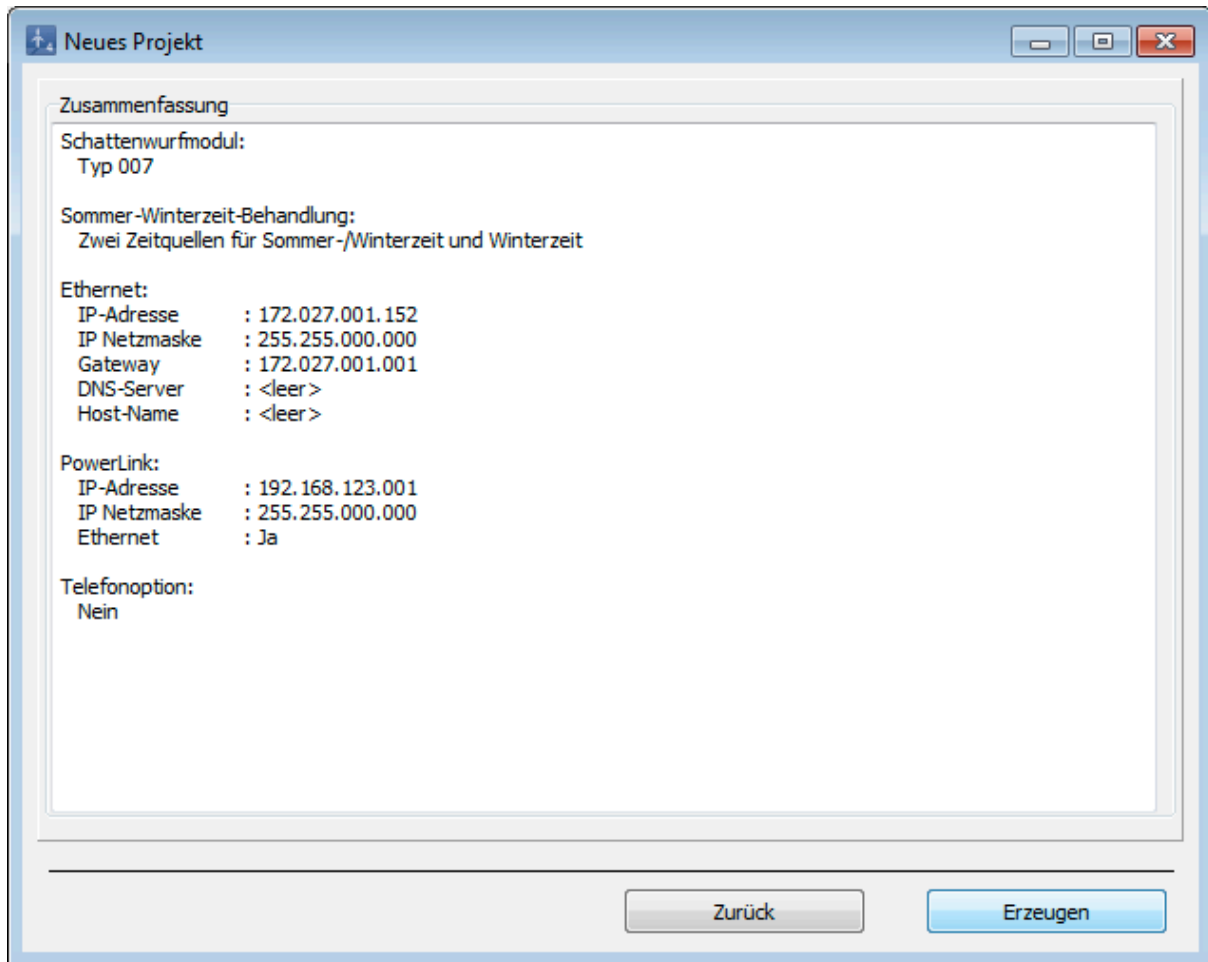 Neues Projekt
Zusammenfassung
Schattenwurfmodul:
Typ 007
Sommer-Winterzeit-Behandlung:
Zwei Zeitquellen für Sommer-/Winterzeit und Winterzeit
Ethernet:
IP-Adresse : 172.027.001.152
IP Netzmaske : 255.255.000.000
Gateway : 172.027.001.001
DNS-Server : <leer>
Host-Name : <leer>
PowerLink:
IP-Adresse : 192.168.123.001
IP Netzmaske : 255.255.000.000
Ethernet : Ja
Telefonoption:
Nein
Zurück
Erzeugen